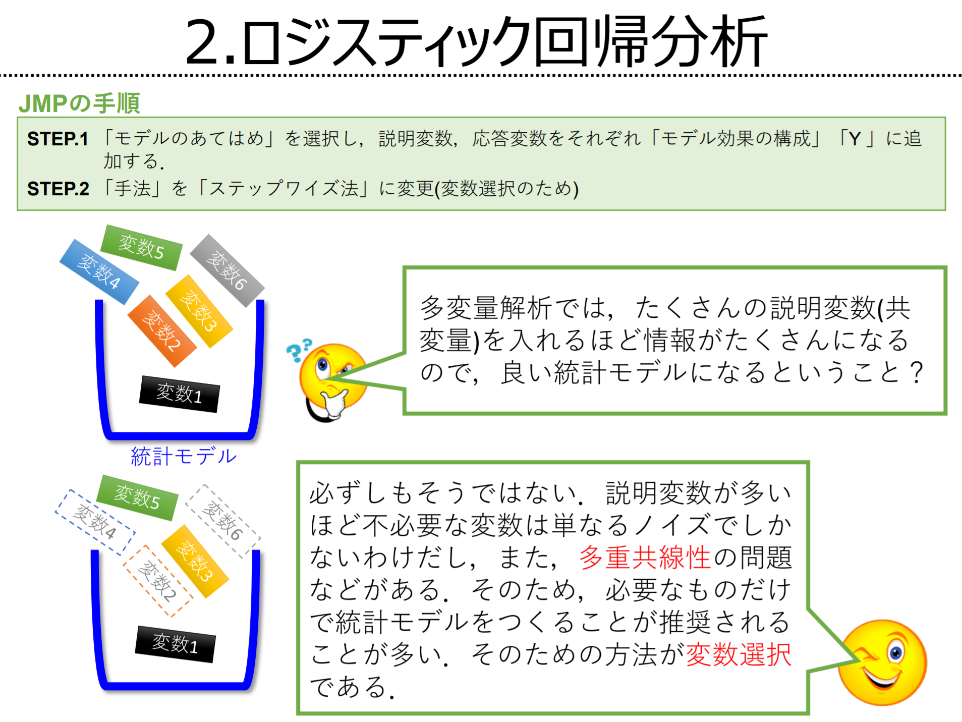 2.ロジスティック回帰分析
JMPの手順
STEP.1 「モデルのあてはめ」を選択し，説明変数，応答変数をそれぞれ「モデル効果の構成」「Y 」に追
加する．
STEP.2 「手法」を「ステップワイズ法」に変更(変数選択のため)
変数5
変数4
変数6
変数3
変数2
変数1
統計モデル
??
多変量解析では，たくさんの説明変数(共
変量)を入れるほど情報がたくさんになる
ので，良い統計モデルになるということ？
変数5
変数4
変数6
変数3
変数2
変数1
必ずしもそうではない．説明変数が多い
ほど不必要な変数は単なるノイズでしか
ないわけだし，また，多重共線性の問題
などがある．そのため，必要なものだけ
で統計モデルをつくることが推奨される
ことが多い．そのための方法が変数選択
である．